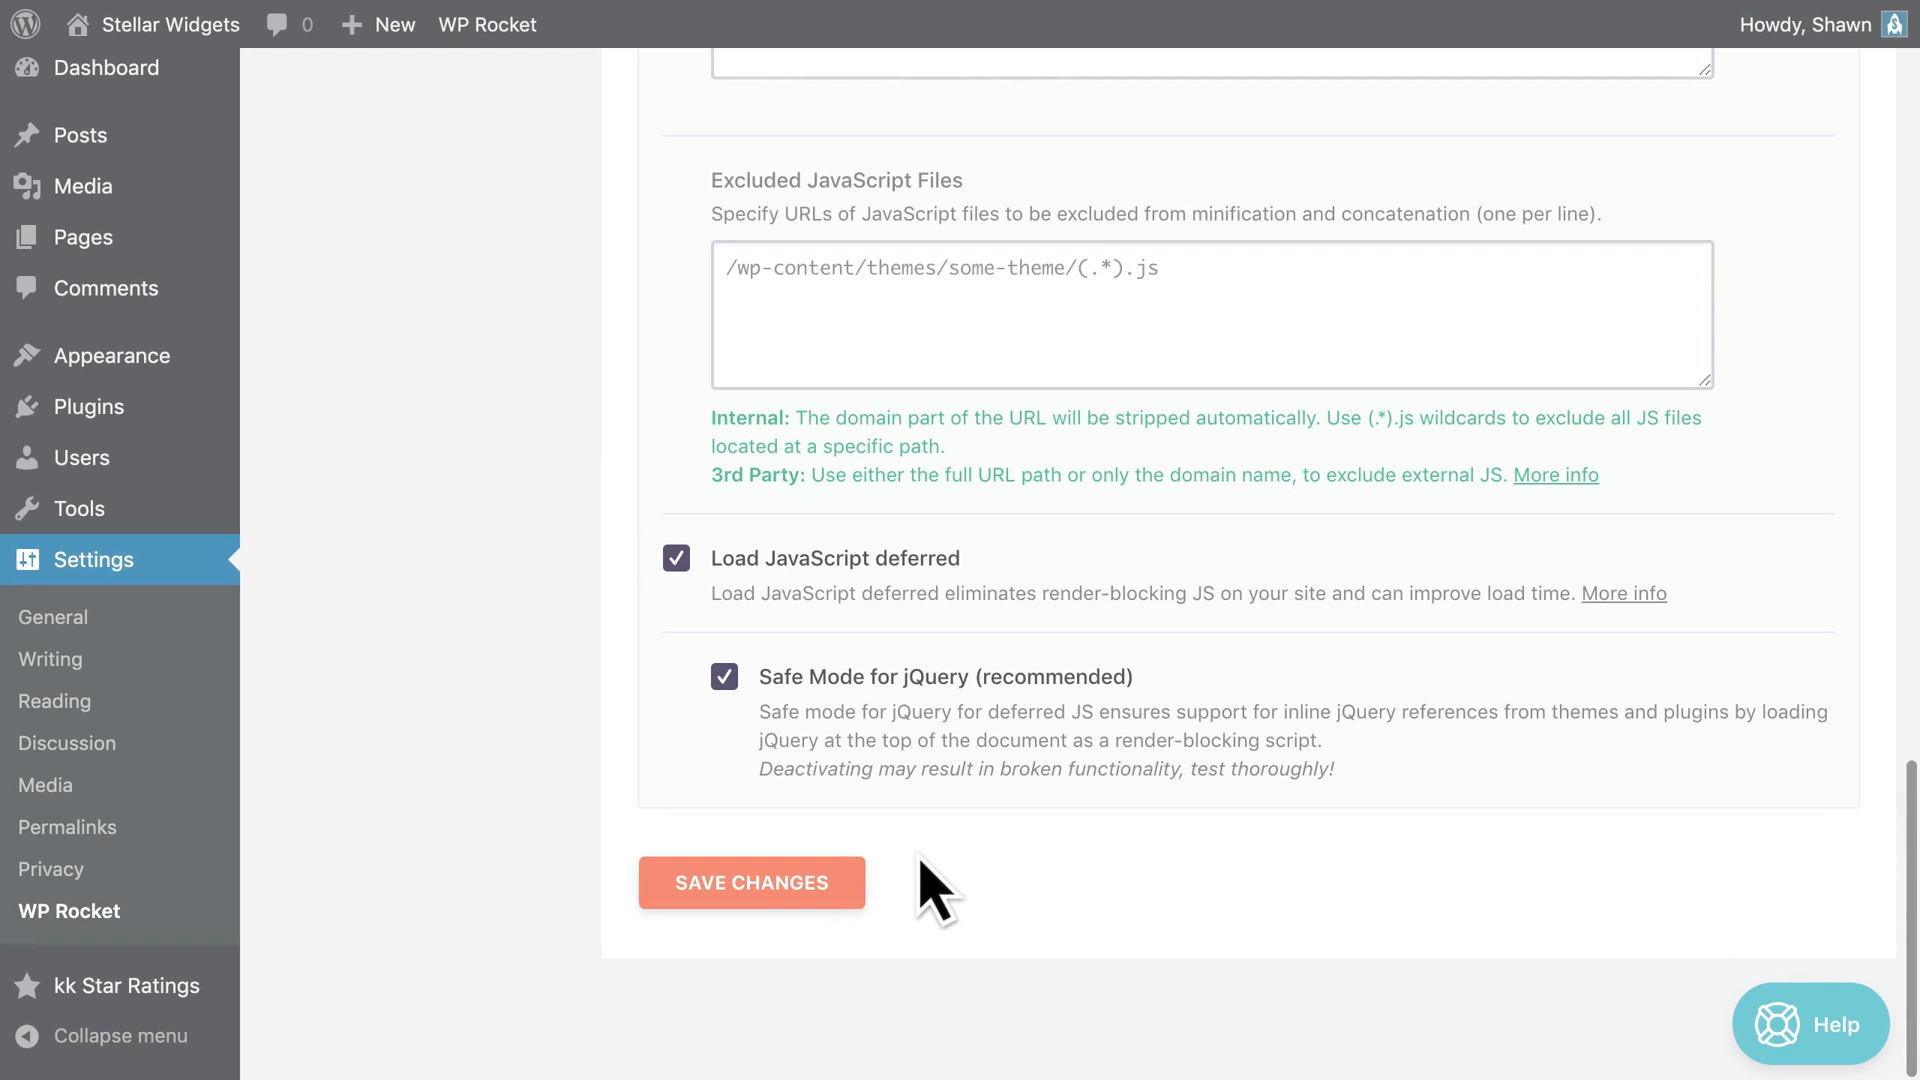 Stellar Widgets 0 New WP Rocket Howdy, Shawn
Dashboard
Posts
Media
Pages
Comments
Appearance
Plugins
Users
Tools
Settings
General
Writing
Reading
Discussion
Media
Permalinks
Privacy
WP Rocket
kk Star Ratings
Collapse menu
Excluded JavaScript Files
Specify URLs of JavaScript files to be excluded from minification and concatenation (one per line).
/wp-content/themes/some-theme/(.*).js
Internal: The domain part of the URL will be stripped automatically. Use (.*).js wildcards to exclude all JS files
located at a specific path.
3rd Party: Use either the full URL path or only the domain name, to exclude external JS. More info
Load JavaScript deferred
Load JavaScript deferred eliminates render-blocking JS on your site and can improve load time. More info
Safe Mode for jQuery (recommended)
Safe mode for jQuery for deferred JS ensures support for inline jQuery references from themes and plugins by loading
jQuery at the top of the document as a render-blocking script.
Deactivating may result in broken functionality, test thoroughly!
SAVE CHANGES
Help